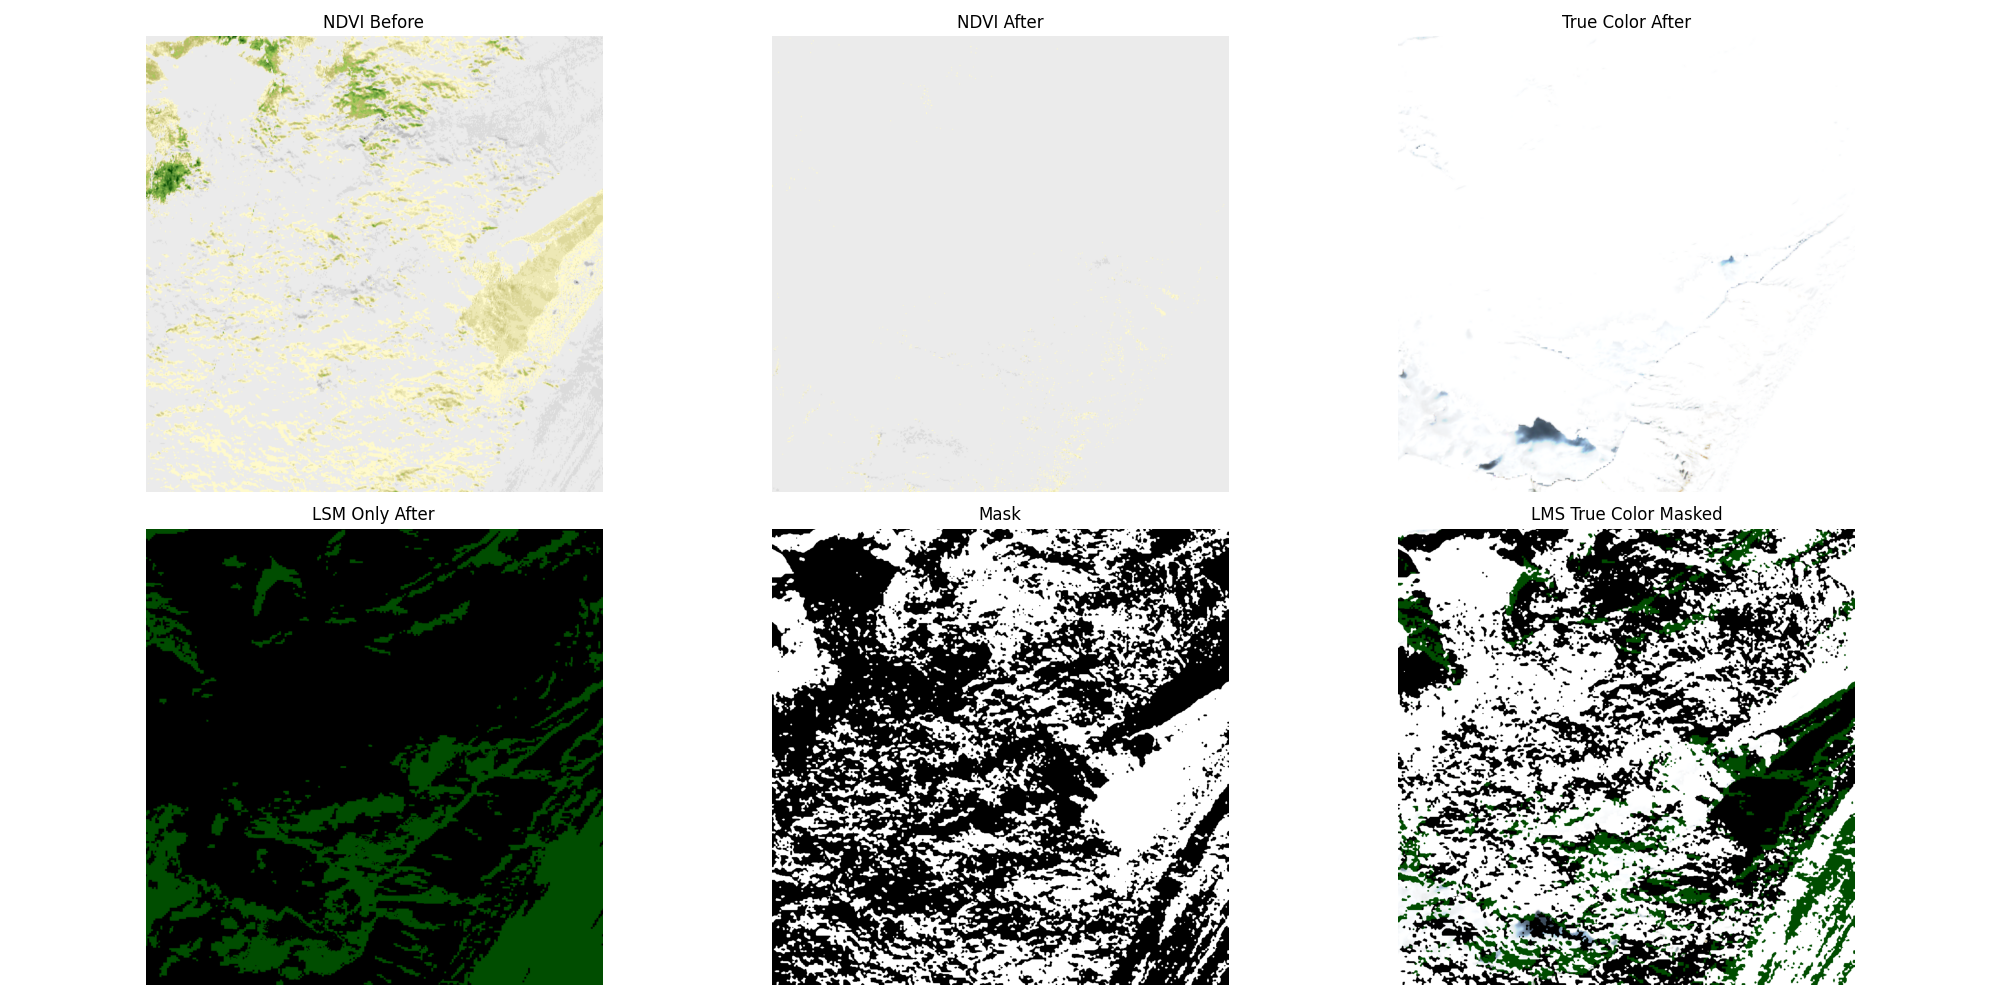 NDVI Before
NDVI After
True Color After
LSM Only After
Mask
LMS True Color Masked